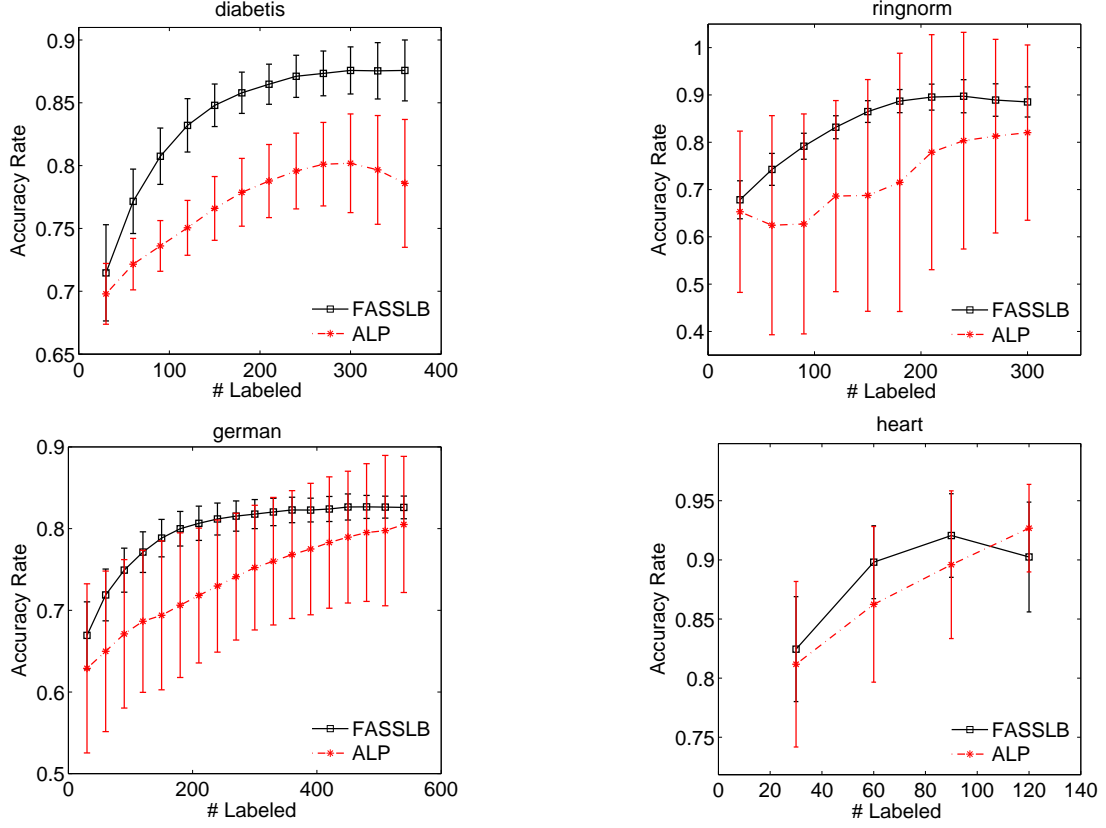 diabetis
0.9
0.85
0.8
0.75
0.7
0.65
0 100 200 300 400
Accuracy Rate
# Labeled
FASSLB
ALP
ringnorm
1
0.9
0.8
0.7
0.6
0.5
0.4
0 100 200 300
Accuracy Rate
# Labeled
FASSLB
ALP
german
0.9
0.8
0.7
0.6
0.5
0 200 400 600
Accuracy Rate
# Labeled
FASSLB
ALP
heart
0.95
0.9
0.85
0.8
0.75
0 20 40 60 80 100 120 140
Accuracy Rate
# Labeled
FASSLB
ALP